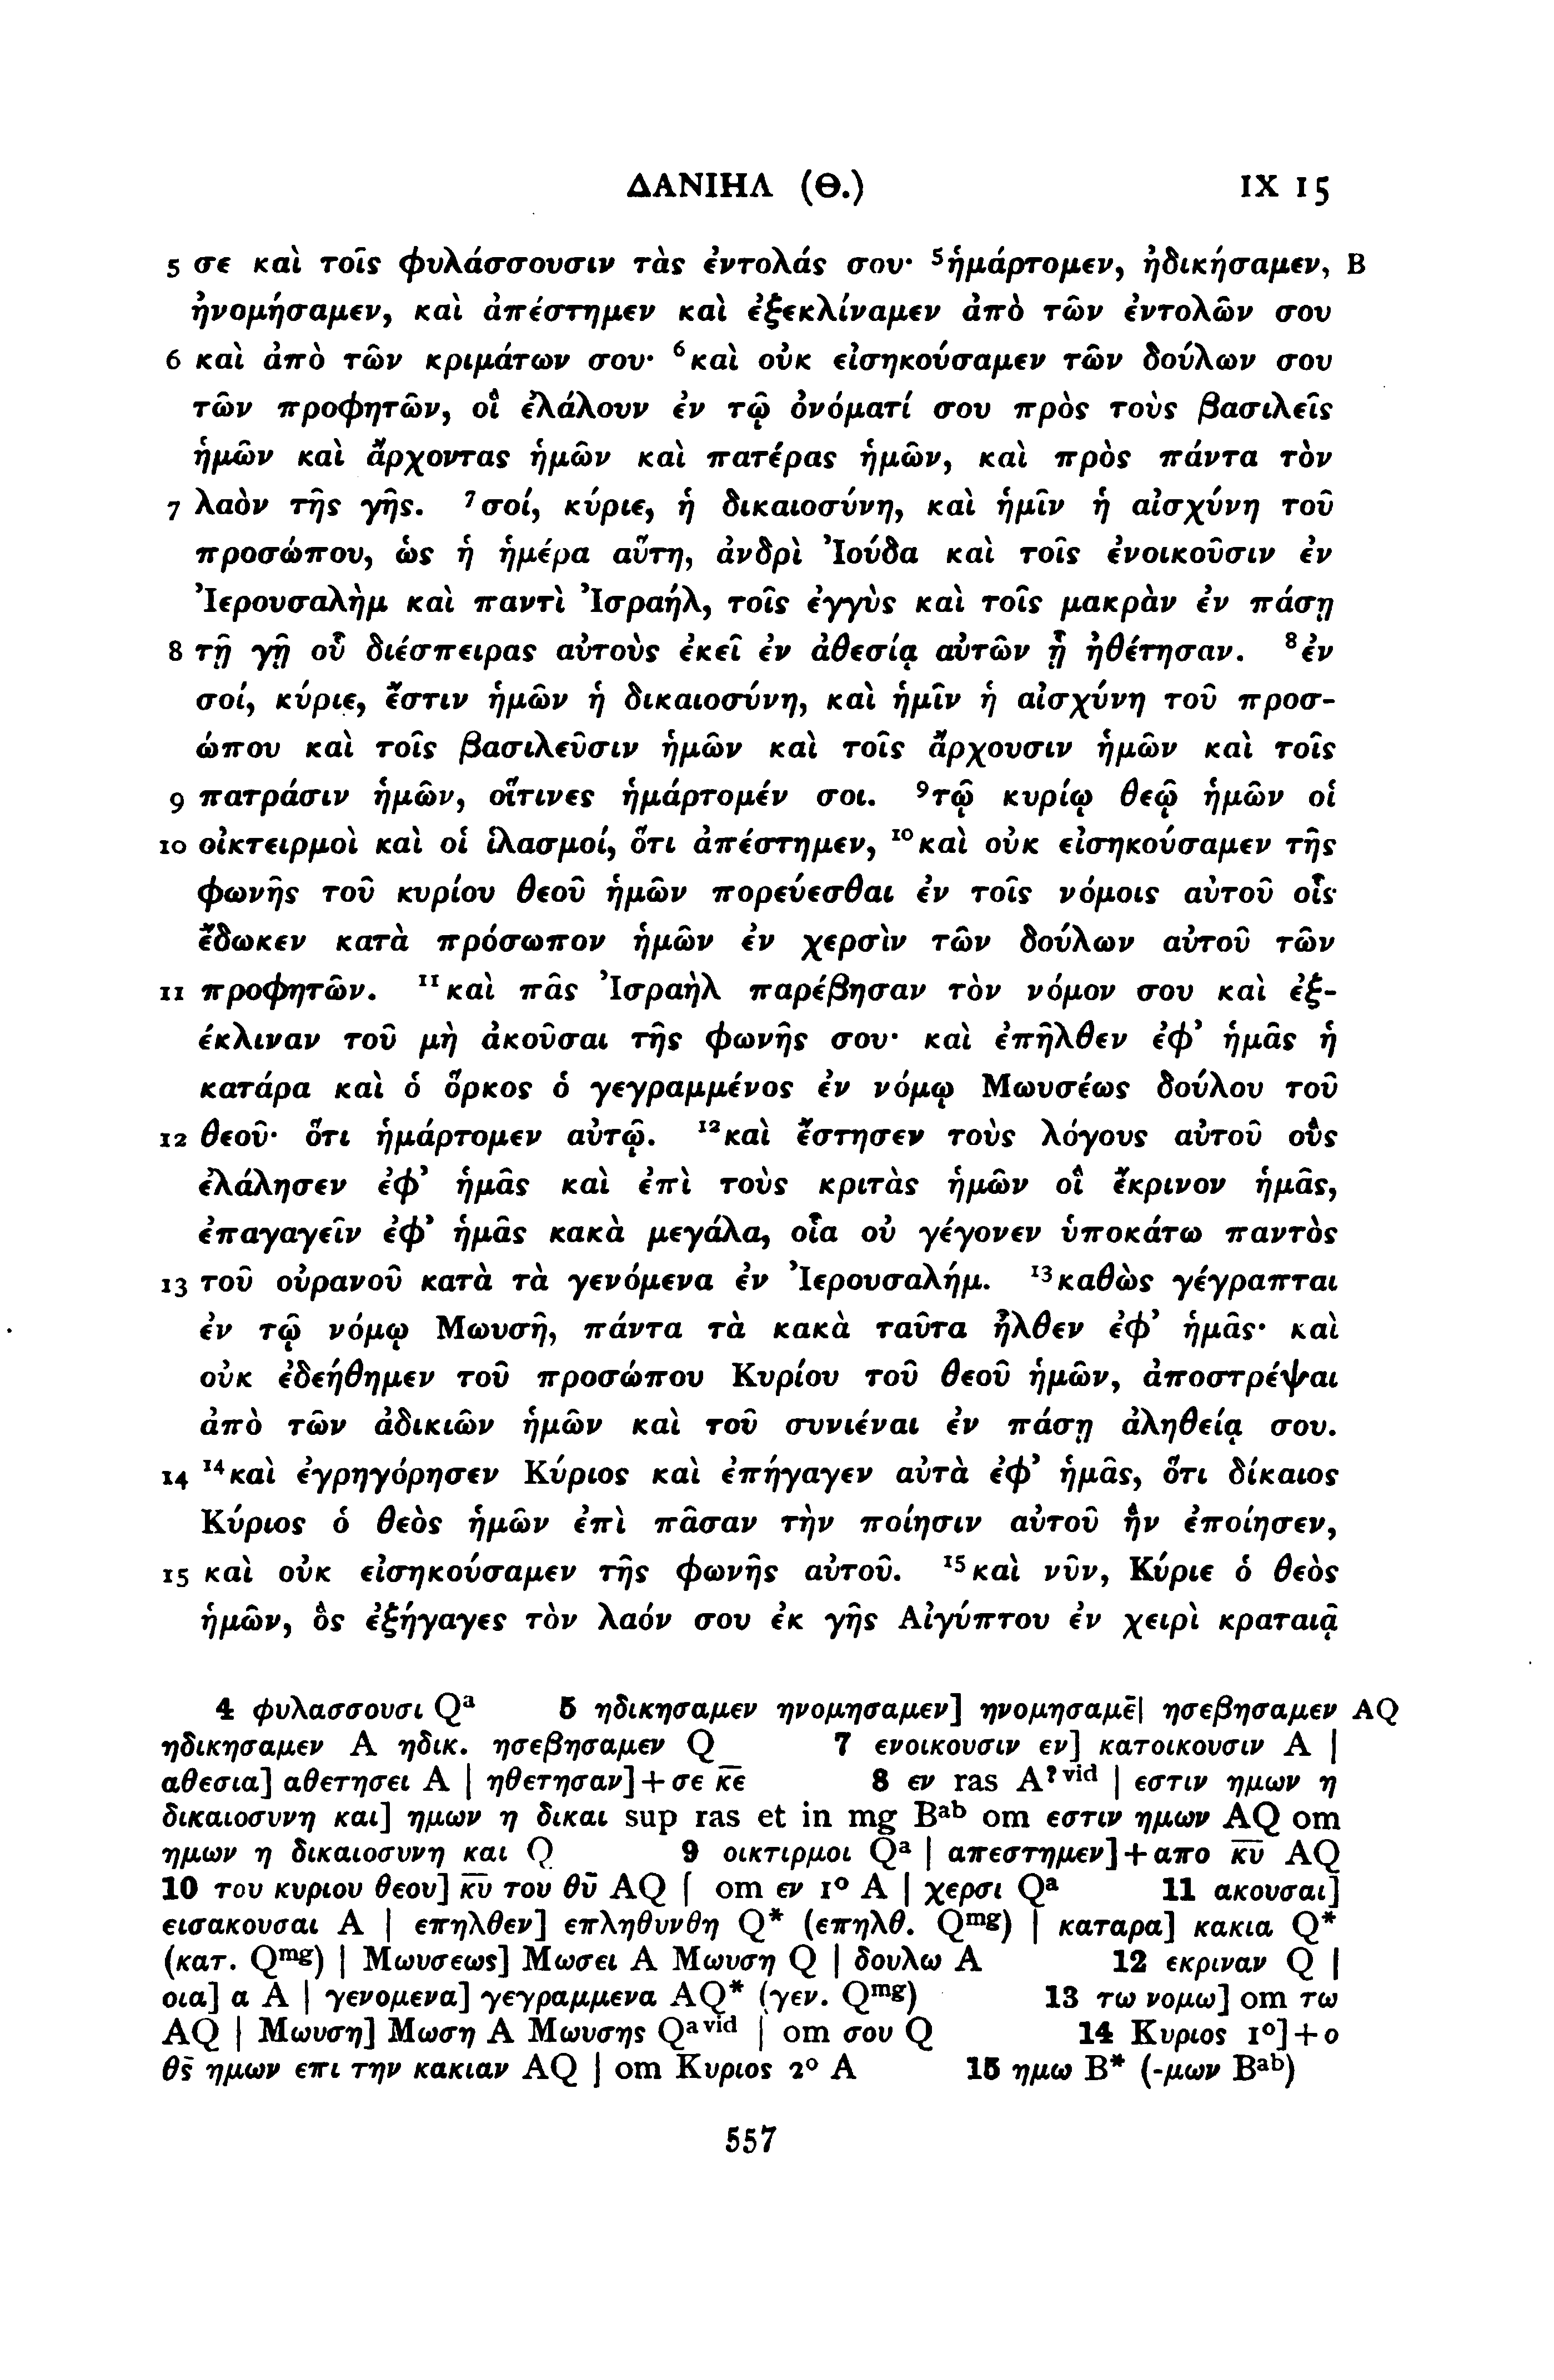 ΔΑΝΙΗΛ (Θ.) IX 15
5 σε καὶ τοῖς φυλάσσουσιν τὰς ἐντολάς σου· ⁵ἡμάρτομεν, ἠδικήσαμεν, B
ἠνομήσαμεν, καὶ ἀπέστημεν καὶ ἐξεκλίναμεν ἀπὸ τῶν ἐντολῶν σου
6 καὶ ἀπὸ τῶν κριμάτων σου· ⁶καὶ οὐκ εἰσηκούσαμεν τῶν δούλων σου
τῶν προφητῶν, οἳ ἐλάλουν ἐν τῷ ὀνόματί σου πρὸς τοὺς βασιλεῖς
ἡμῶν καὶ ἄρχοντας ἡμῶν καὶ πατέρας ἡμῶν, καὶ πρὸς πάντα τὸν
7 λαὸν τῆς γῆς. ⁷σοί, κύριε, ἡ δικαιοσύνη, καὶ ἡμῖν ἡ αἰσχύνη τοῦ
προσώπου, ὡς ἡ ἡμέρα αὕτη, ἀνδρὶ Ἰούδα καὶ τοῖς ἐνοικοῦσιν ἐν
Ἰερουσαλὴμ καὶ παντὶ Ἰσραήλ, τοῖς ἐγγὺς καὶ τοῖς μακρὰν ἐν πάσῃ
8 τῇ γῇ οὗ διέσπειρας αὐτοὺς ἐκεῖ ἐν ἀθεσίᾳ αὐτῶν ᾗ ἠθέτησαν. ⁸ἐν
σοί, κύριε, ἔστιν ἡμῶν ἡ δικαιοσύνη, καὶ ἡμῖν ἡ αἰσχύνη τοῦ προσ-
ώπου καὶ τοῖς βασιλεῦσιν ἡμῶν καὶ τοῖς ἄρχουσιν ἡμῶν καὶ τοῖς
9 πατράσιν ἡμῶν, οἵτινες ἡμάρτομέν σοι. ⁹τῷ κυρίῳ θεῷ ἡμῶν οἱ
10 οἰκτειρμοὶ καὶ οἱ ἱλασμοί, ὅτι ἀπέστημεν, ¹⁰καὶ οὐκ εἰσηκούσαμεν τῆς
φωνῆς τοῦ κυρίου θεοῦ ἡμῶν πορεύεσθαι ἐν τοῖς νόμοις αὐτοῦ οἷς
ἔδωκεν κατὰ πρόσωπον ἡμῶν ἐν χερσὶν τῶν δούλων αὐτοῦ τῶν
11 προφητῶν. ¹¹καὶ πᾶς Ἰσραὴλ παρέβησαν τὸν νόμον σου καὶ ἐξ-
έκλιναν τοῦ μὴ ἀκοῦσαι τῆς φωνῆς σου· καὶ ἐπῆλθεν ἐφ’ ἡμᾶς ἡ
κατάρα καὶ ὁ ὅρκος ὁ γεγραμμένος ἐν νόμῳ Μωυσέως δούλου τοῦ
12 θεοῦ· ὅτι ἡμάρτομεν αὐτῷ. ¹²καὶ ἔστησεν τοὺς λόγους αὐτοῦ οὓς
ἐλάλησεν ἐφ’ ἡμᾶς καὶ ἐπὶ τοὺς κριτὰς ἡμῶν οἳ ἔκρινον ἡμᾶς,
ἐπαγαγεῖν ἐφ’ ἡμᾶς κακὰ μεγάλα, οἷα οὐ γέγονεν ὑποκάτω παντὸς
13 τοῦ οὐρανοῦ κατὰ τὰ γενόμενα ἐν Ἰερουσαλήμ. ¹³καθὼς γέγραπται
ἐν τῷ νόμῳ Μωυσῆ, πάντα τὰ κακὰ ταῦτα ἦλθεν ἐφ’ ἡμᾶς· καὶ
οὐκ ἐδεήθημεν τοῦ προσώπου Κυρίου τοῦ θεοῦ ἡμῶν, ἀποστρέψαι
ἀπὸ τῶν ἀδικιῶν ἡμῶν καὶ τοῦ συνιέναι ἐν πάσῃ ἀληθείᾳ σου.
14 ¹⁴καὶ ἐγρηγόρησεν Κύριος καὶ ἐπήγαγεν αὐτὰ ἐφ’ ἡμᾶς, ὅτι δίκαιος
Κύριος ὁ θεὸς ἡμῶν ἐπὶ πᾶσαν τὴν ποίησιν αὐτοῦ ἣν ἐποίησεν,
15 καὶ οὐκ εἰσηκούσαμεν τῆς φωνῆς αὐτοῦ. ¹⁵καὶ νῦν, Κύριε ὁ θεὸς
ἡμῶν, ὃς ἐξήγαγες τὸν λαόν σου ἐκ γῆς Αἰγύπτου ἐν χειρὶ κραταιᾷ
4 φυλασσουσι Qᵃ 5 ηδικησαμεν ηνομησαμεν] ηνομησαμε̄| ησεβησαμεν AQ
ηδικησαμεν A ηδικ. ησεβησαμεν Q 7 ενοικουσιν εν] κατοικουσιν A |
αθεσια] αθετησει A | ηθετησαν]+σε κ̅ε̅ 8 εν ras A?ᵛⁱᵈ | εστιν ημων η
δικαιοσυνη και] ημων η δικαι sup ras et in mg Bᵃᵇ om εστιν ημων AQ om
ημων η δικαιοσυνη και Q 9 οικτιρμοι Qᵃ | απεστημεν]+απο κ̅υ̅ AQ
10 του κυριου θεου] κ̅υ̅ του θ̅υ̅ AQ | om εν 1º A | χερσι Qᵃ 11 ακουσαι]
εισακουσαι A | επηλθεν] επληθυνθη Q* (επηλθ. Qᵐᵍ) | καταρα] κακια Q*
(κατ. Qᵐᵍ) | Μωυσεως] Μωσει A Μωυση Q | δουλω A 12 εκριναν Q |
οια] α A | γενομενα] γεγραμμενα AQ* (γεν. Qᵐᵍ) 13 τω νομω] om τω
AQ | Μωυση] Μωση A Μωυσης Qᵃᵛⁱᵈ | om σου Q 14 Κυριος 1º]+ο
θ̅ς̅ ημων επι την κακιαν AQ | om Κυριος 2º A 15 ημω B* (-μων Bᵃᵇ)
557